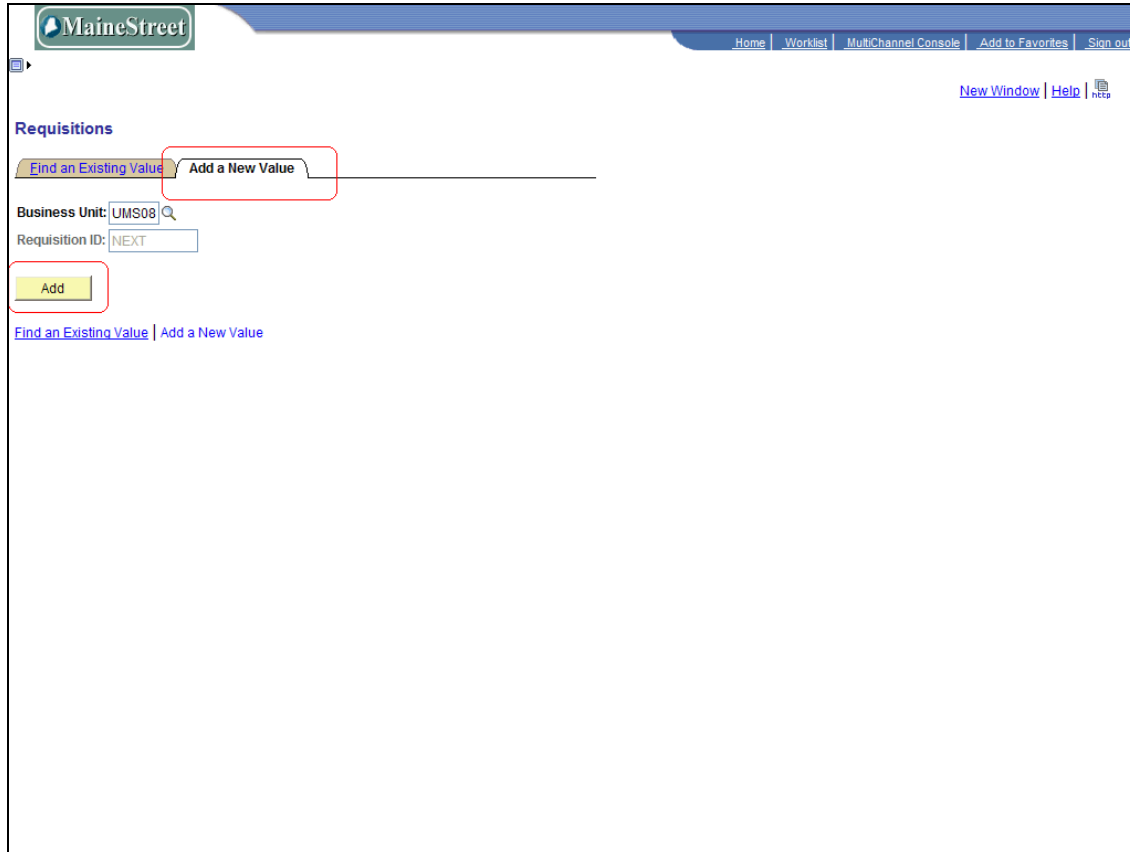 MaineStreet
Home | Worklist | MultiChannel Console | Add to Favorites | Sign out
New Window | Help | http
Requisitions
Find an Existing Value Add a New Value
Business Unit: UMS08
Requisition ID: NEXT
Add
Find an Existing Value | Add a New Value